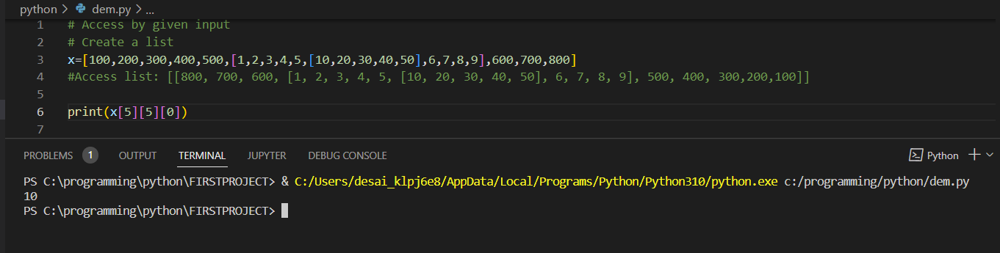 python > dem.py > ...
1 # Access by given input
2 # Create a list
3 x=[100,200,300,400,500,[1,2,3,4,5,[10,20,30,40,50],6,7,8,9],600,700,800]
4 #Access list: [[800, 700, 600, [1, 2, 3, 4, 5, [10, 20, 30, 40, 50], 6, 7, 8, 9], 500, 400, 300,200,100]]
5
6 print(x[5][5][0])
7
PROBLEMS 1 OUTPUT TERMINAL JUPYTER DEBUG CONSOLE Python
PS C:\programming\python\FIRSTPROJECT> & C:/Users/desai_klpj6e8/AppData/Local/Programs/Python/Python310/python.exe c:/programming/python/dem.py
10
PS C:\programming\python\FIRSTPROJECT>